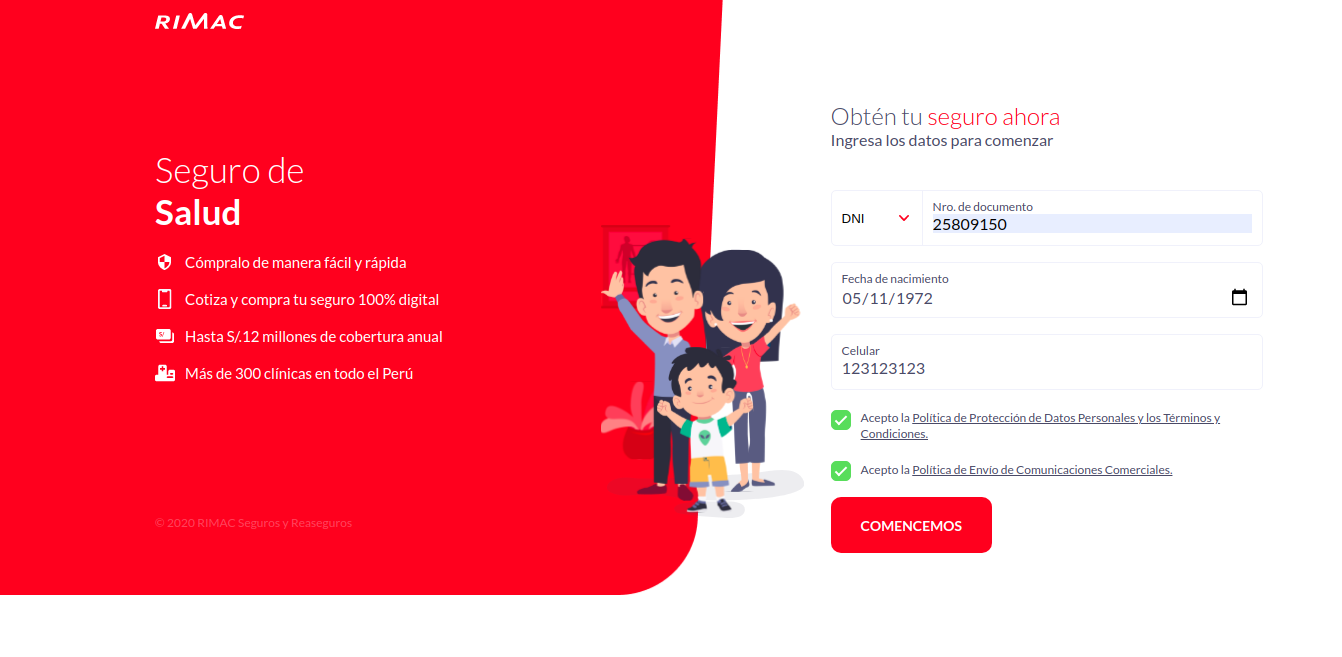 RIMAC
Seguro de
Salud
Cómpralo de manera fácil y rápida
Cotiza y compra tu seguro 100% digital
S/
Hasta S/.12 millones de cobertura anual
Más de 300 clínicas en todo el Perú
© 2020 RIMAC Seguros y Reaseguros
Obtén tu seguro ahora
Ingresa los datos para comenzar
DNI
Nro. de documento
25809150
Fecha de nacimiento
05/11/1972
Celular
123123123
Acepto la Política de Protección de Datos Personales y los Términos y
Condiciones.
Acepto la Política de Envío de Comunicaciones Comerciales.
COMENCEMOS